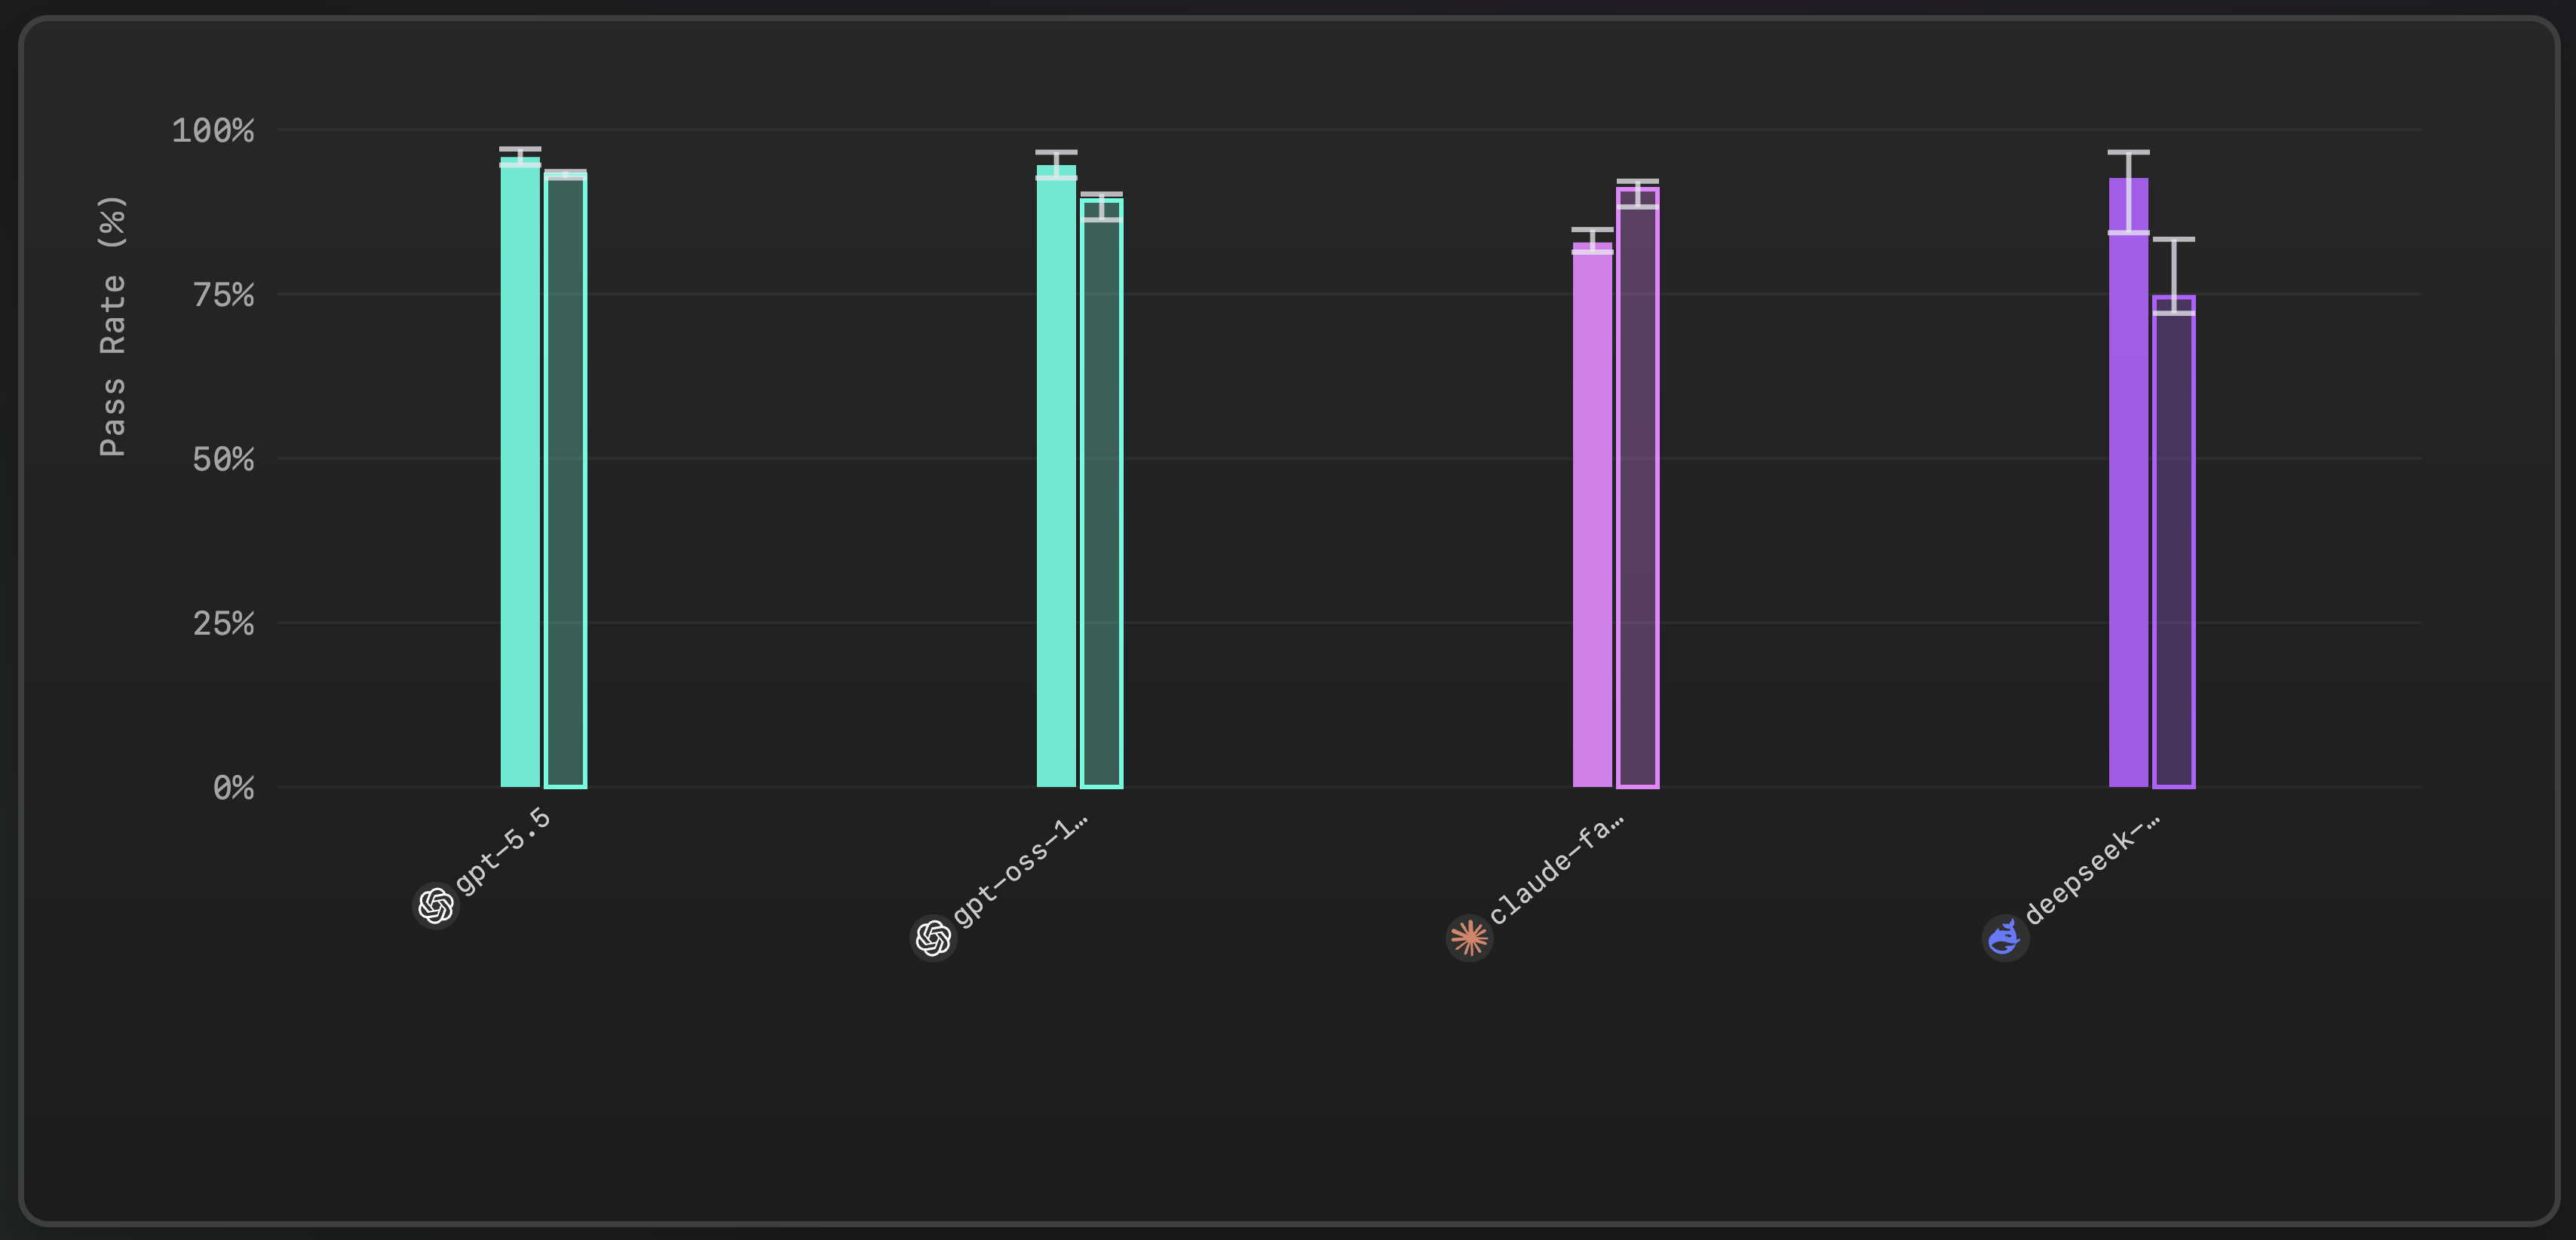 100%
75%
50%
25%
0%
Pass Rate (%)
gpt-5.5
gpt-oss-1…
claude-fa…
deepseek-…